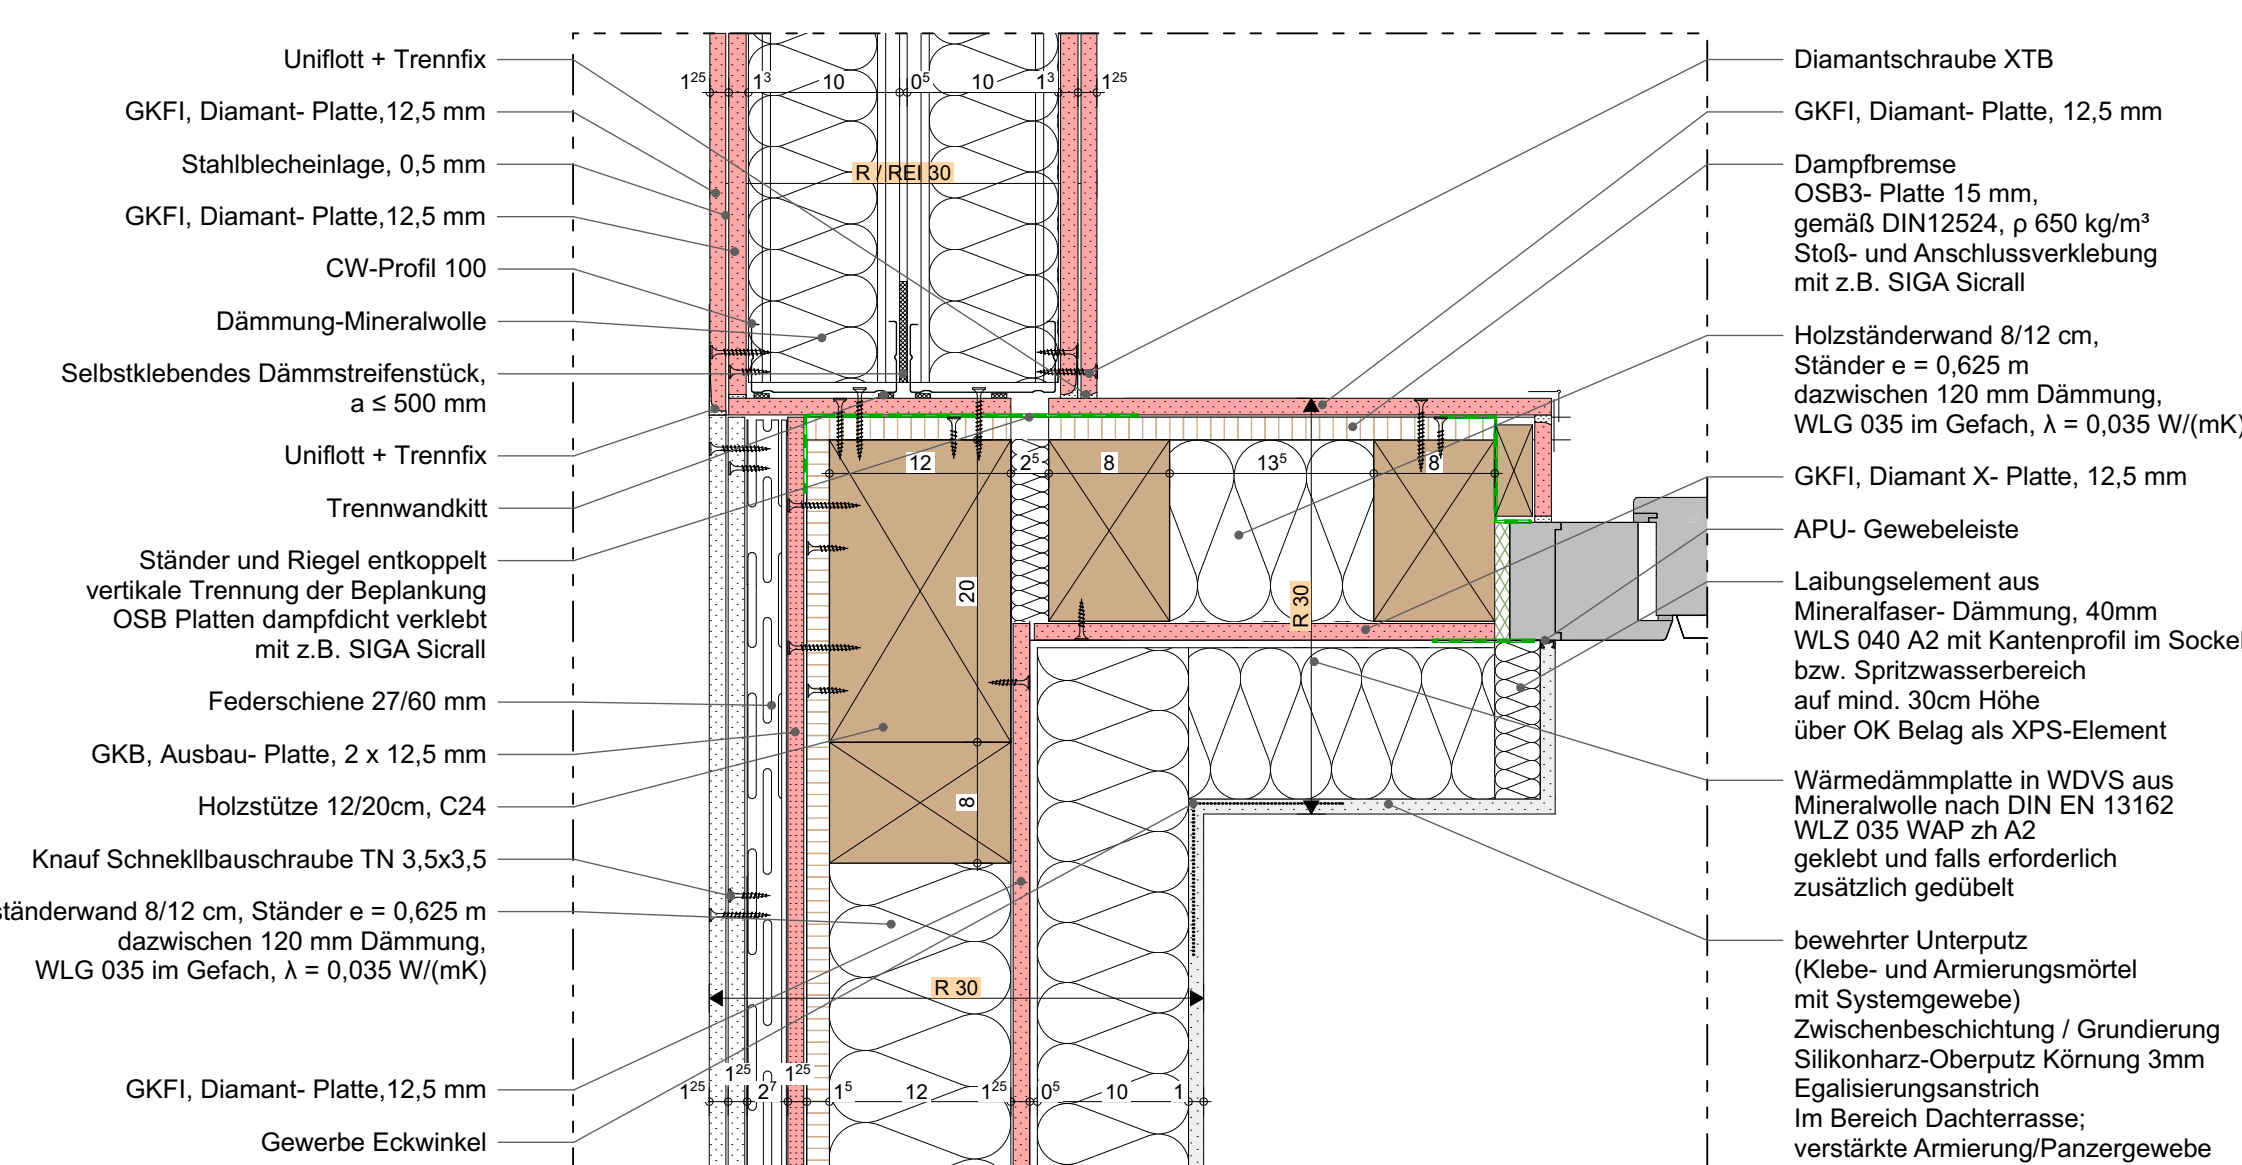 Uniflott + Trennfix
GKFI, Diamant- Platte,12,5 mm
Stahlblecheinlage, 0,5 mm
GKFI, Diamant- Platte,12,5 mm
CW-Profil 100
Dämmung-Mineralwolle
Selbstklebendes Dämmstreifenstück,
a ≤ 500 mm
Uniflott + Trennfix
Trennwandkitt
Ständer und Riegel entkoppelt
vertikale Trennung der Beplankung
OSB Platten dampfdicht verklebt
mit z.B. SIGA Sicrall
Federschiene 27/60 mm
GKB, Ausbau- Platte, 2 x 12,5 mm
Holzstütze 12/20cm, C24
Knauf Schnekllbauschraube TN 3,5x3,5
ständerwand 8/12 cm, Ständer e = 0,625 m
dazwischen 120 mm Dämmung,
WLG 035 im Gefach, λ = 0,035 W/(mK)
GKFI, Diamant- Platte,12,5 mm
Gewerbe Eckwinkel
1²⁵ 1³ 10 0⁵ 10 1³ 1²⁵
R / REI 30
12 2⁵ 8 13⁵ 8
20
R 30
8
R 30
1²⁵ 1²⁵ 2⁷ 1²⁵ 1⁵ 12 1²⁵ 0⁵ 10 1
Diamantschraube XTB
GKFI, Diamant- Platte, 12,5 mm
Dampfbremse
OSB3- Platte 15 mm,
gemäß DIN12524, ρ 650 kg/m³
Stoß- und Anschlussverklebung
mit z.B. SIGA Sicrall
Holzständerwand 8/12 cm,
Ständer e = 0,625 m
dazwischen 120 mm Dämmung,
WLG 035 im Gefach, λ = 0,035 W/(mK)
GKFI, Diamant X- Platte, 12,5 mm
APU- Gewebeleiste
Laibungselement aus
Mineralfaser- Dämmung, 40mm
WLS 040 A2 mit Kantenprofil im Sockel
bzw. Spritzwasserbereich
auf mind. 30cm Höhe
über OK Belag als XPS-Element
Wärmedämmplatte in WDVS aus
Mineralwolle nach DIN EN 13162
WLZ 035 WAP zh A2
geklebt und falls erforderlich
zusätzlich gedübelt
bewehrter Unterputz
(Klebe- und Armierungsmörtel
mit Systemgewebe)
Zwischenbeschichtung / Grundierung
Silikonharz-Oberputz Körnung 3mm
Egalisierungsanstrich
Im Bereich Dachterrasse;
verstärkte Armierung/Panzergewebe